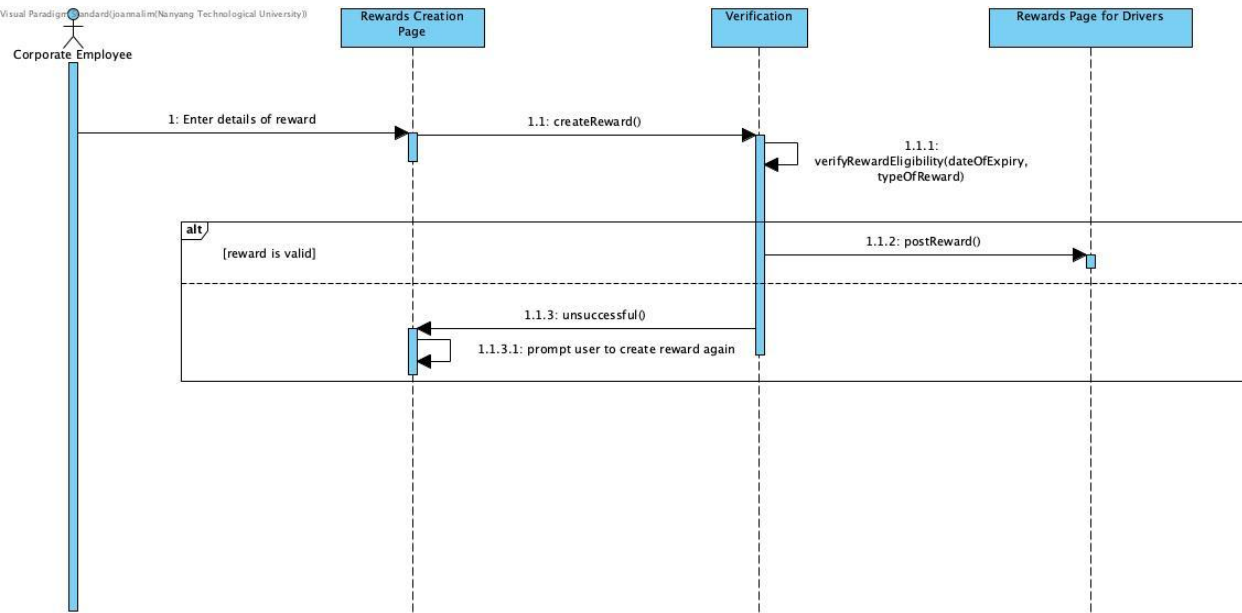 Visual Paradigm Standard(joannalim(Nanyang Technological University))
Corporate Employee
Rewards Creation
Page
Verification
Rewards Page for Drivers
1: Enter details of reward
1.1: createReward()
1.1.1:
verifyRewardEligibility(dateOfExpiry,
typeOfReward)
alt
[reward is valid]
1.1.2: postReward()
1.1.3: unsuccessful()
1.1.3.1: prompt user to create reward again